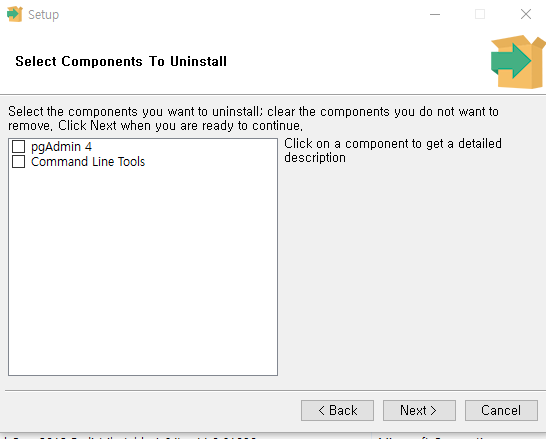 Setup
Select Components To Uninstall
Select the components you want to uninstall; clear the components you do not want to
remove. Click Next when you are ready to continue.
pgAdmin 4
Command Line Tools
Click on a component to get a detailed
description
< Back
Next >
Cancel